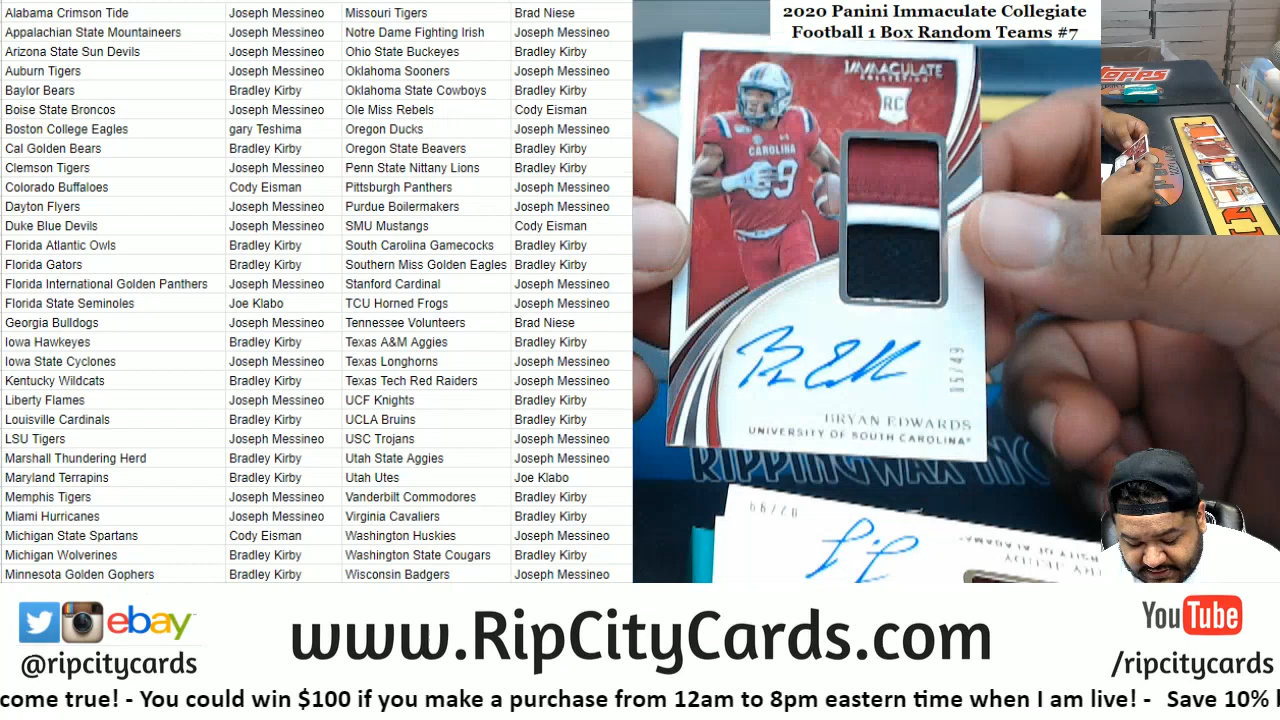 Alabama Crimson Tide Joseph Messineo Missouri Tigers Brad Niese
Appalachian State Mountaineers Joseph Messineo Notre Dame Fighting Irish Joseph Messineo
Arizona State Sun Devils Joseph Messineo Ohio State Buckeyes Bradley Kirby
Auburn Tigers Joseph Messineo Oklahoma Sooners Joseph Messineo
Baylor Bears Bradley Kirby Oklahoma State Cowboys Bradley Kirby
Boise State Broncos Joseph Messineo Ole Miss Rebels Cody Eisman
Boston College Eagles gary Teshima Oregon Ducks Joseph Messineo
Cal Golden Bears Bradley Kirby Oregon State Beavers Bradley Kirby
Clemson Tigers Joseph Messineo Penn State Nittany Lions Bradley Kirby
Colorado Buffaloes Cody Eisman Pittsburgh Panthers Joseph Messineo
Dayton Flyers Joseph Messineo Purdue Boilermakers Joseph Messineo
Duke Blue Devils Joseph Messineo SMU Mustangs Cody Eisman
Florida Atlantic Owls Bradley Kirby South Carolina Gamecocks Bradley Kirby
Florida Gators Bradley Kirby Southern Miss Golden Eagles Bradley Kirby
Florida International Golden Panthers Joseph Messineo Stanford Cardinal Joseph Messineo
Florida State Seminoles Joe Klabo TCU Horned Frogs Joseph Messineo
Georgia Bulldogs Joseph Messineo Tennessee Volunteers Brad Niese
Iowa Hawkeyes Bradley Kirby Texas A&M Aggies Bradley Kirby
Iowa State Cyclones Joseph Messineo Texas Longhorns Joseph Messineo
Kentucky Wildcats Bradley Kirby Texas Tech Red Raiders Joseph Messineo
Liberty Flames Joseph Messineo UCF Knights Bradley Kirby
Louisville Cardinals Bradley Kirby UCLA Bruins Bradley Kirby
LSU Tigers Joseph Messineo USC Trojans Joseph Messineo
Marshall Thundering Herd Bradley Kirby Utah State Aggies Joseph Messineo
Maryland Terrapins Bradley Kirby Utah Utes Joe Klabo
Memphis Tigers Joseph Messineo Vanderbilt Commodores Bradley Kirby
Miami Hurricanes Joseph Messineo Virginia Cavaliers Bradley Kirby
Michigan State Spartans Cody Eisman Washington Huskies Joseph Messineo
Michigan Wolverines Bradley Kirby Washington State Cougars Bradley Kirby
Minnesota Golden Gophers Bradley Kirby Wisconsin Badgers Joseph Messineo
2020 Panini Immaculate Collegiate
Football 1 Box Random Teams #7
IMMACULATE
COLLECTION
RC
CAROLINA
89
05/49
BRYAN EDWARDS
UNIVERSITY OF SOUTH CAROLINA
RIPPINGWAX INC
Topps
ebay
@ripcitycards
www.RipCityCards.com
YouTube
/ripcitycards
come true! - You could win $100 if you make a purchase from 12am to 8pm eastern time when I am live! - Save 10%